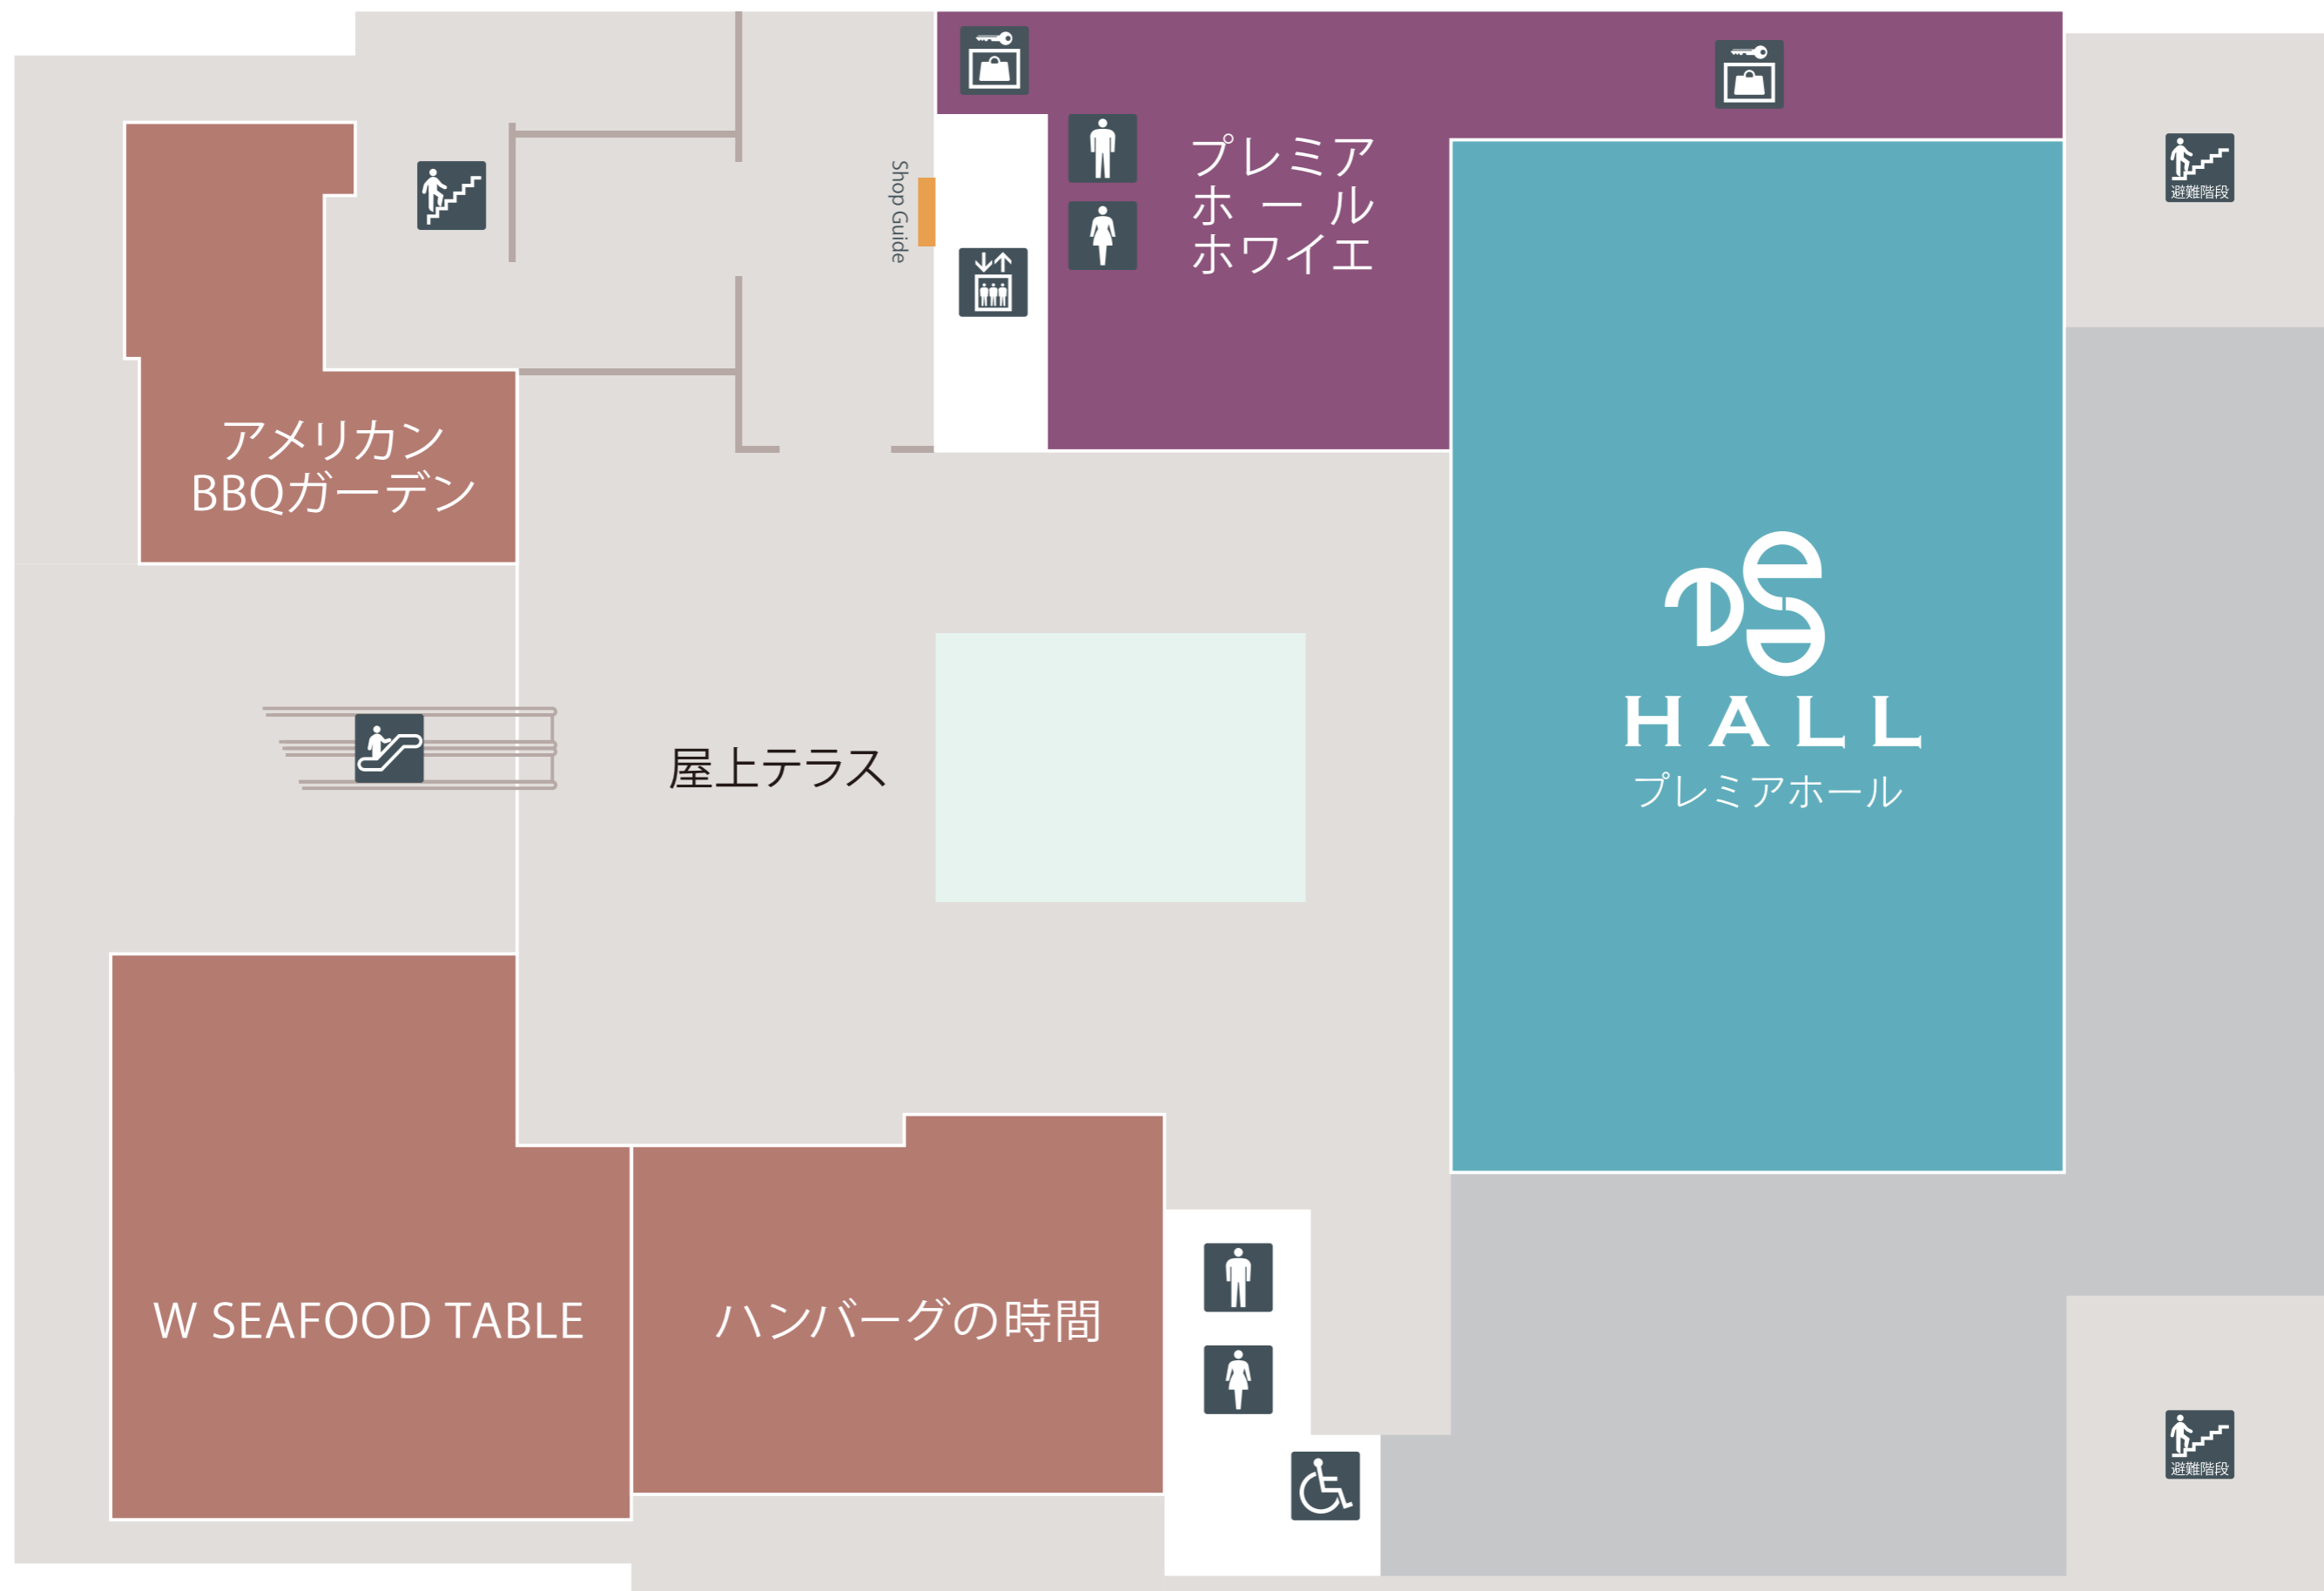 Shop Guide
プレミア
ホール
ホワイエ
避難階段
アメリカン
BBQガーデン
DES
HALL
プレミアホール
屋上テラス
W SEAFOOD TABLE
ハンバーグの時間
避難階段